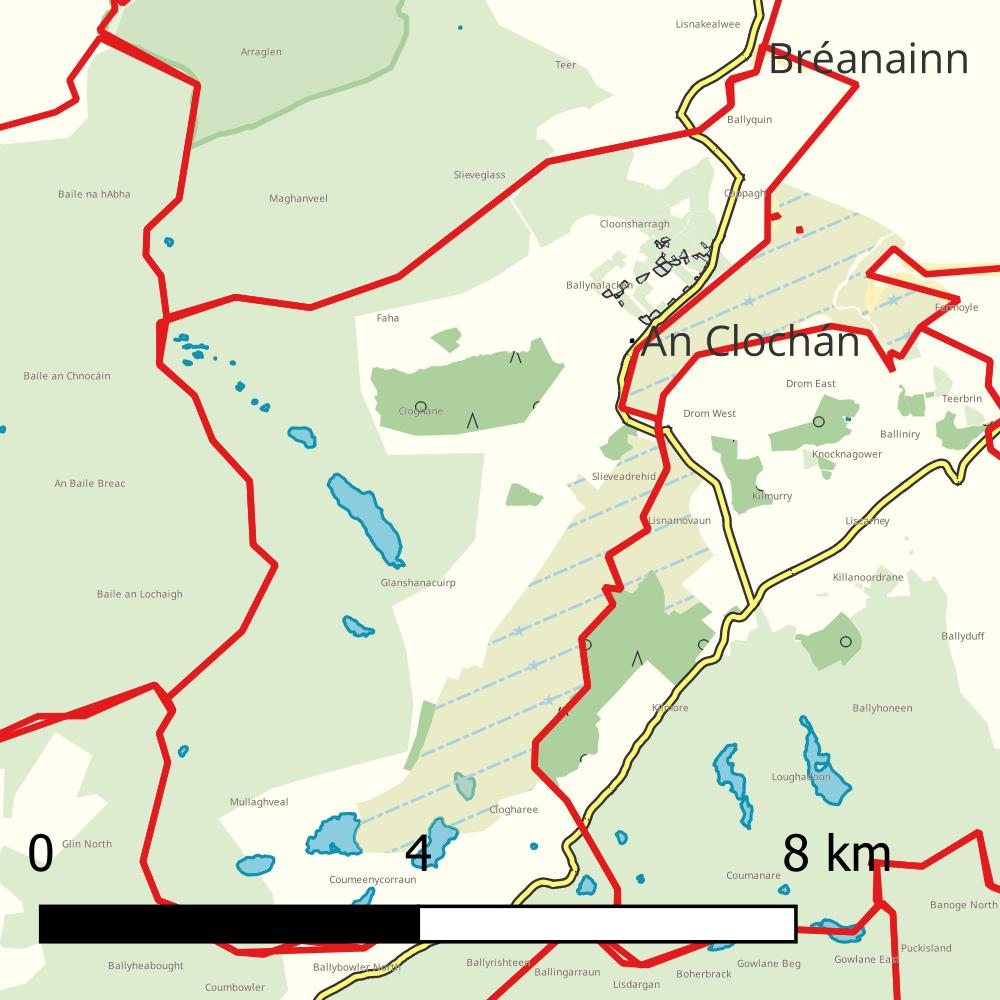 Lisnakealwee
Arraglen
Bréanainn
Teer
Ballyquin
Slieveglass
Baile na hAbha
Cappagh
Maghanveel
Cloonsharragh
Ballynalackin
Fermoyle
Faha
An Clochán
Baile an Chnocáin
Drom East
Teerbrin
Cloghane
Drom West
Balliniry
Knocknagower
Slieveadrehid
An Baile Breac
Kilmurry
Lisnamovaun
Liscarney
Killanoordrane
Glanshanacuirp
Baile an Lochaigh
Ballyduff
Kilmore
Ballyhoneen
Loughadoon
Mullaghveal
Clogharee
Glin North
0 4 8 km
Coumeenycorraun
Coumanare
Banoge North
Puckisland
Gowlane East
Ballyheabought
Ballybowler North
Ballyrishteen
Gowlane Beg
Ballingarraun
Boherbrack
Lisdargan
Coumbowler